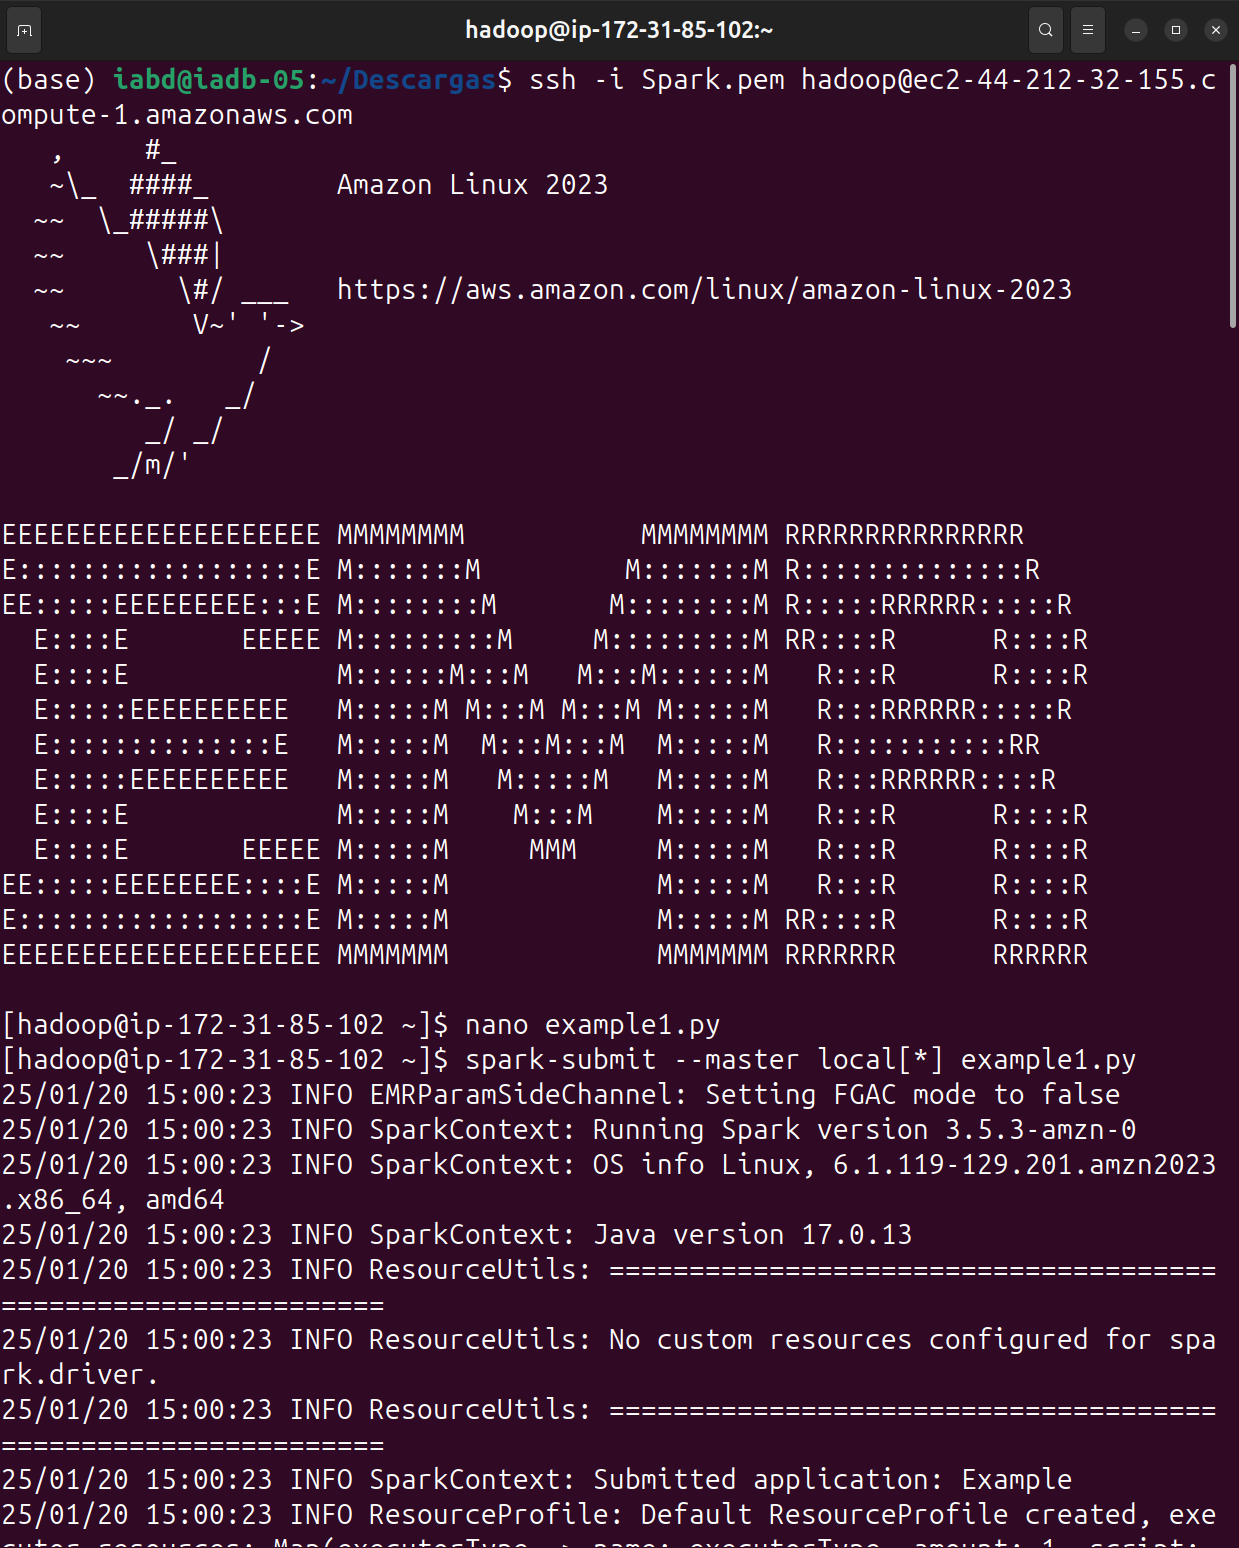 hadoop@ip-172-31-85-102:~
(base) iabd@iadb-05:~/Descargas$ ssh -i Spark.pem hadoop@ec2-44-212-32-155.c
ompute-1.amazonaws.com
   ,     #_
   ~\_  ####_        Amazon Linux 2023
  ~~  \_#####\
  ~~     \###|
  ~~       \#/ ___   https://aws.amazon.com/linux/amazon-linux-2023
   ~~       V~' '->
    ~~~         /
      ~~._.   _/
         _/ _/
       _/m/'
EEEEEEEEEEEEEEEEEEEE MMMMMMMM           MMMMMMMM RRRRRRRRRRRRRRR
E::::::::::::::::::E M:::::::M         M:::::::M R::::::::::::::R
EE:::::EEEEEEEEE:::E M::::::::M       M::::::::M R:::::RRRRRR:::::R
  E::::E       EEEEE M:::::::::M     M:::::::::M RR::::R      R::::R
  E::::E             M::::::M:::M   M:::M::::::M   R:::R      R::::R
  E:::::EEEEEEEEEE   M:::::M M:::M M:::M M:::::M   R:::RRRRRR:::::R
  E::::::::::::::E   M:::::M  M:::M:::M  M:::::M   R:::::::::::RR
  E:::::EEEEEEEEEE   M:::::M   M:::::M   M:::::M   R:::RRRRRR::::R
  E::::E             M:::::M    M:::M    M:::::M   R:::R      R::::R
  E::::E       EEEEE M:::::M     MMM     M:::::M   R:::R      R::::R
EE:::::EEEEEEEE::::E M:::::M             M:::::M   R:::R      R::::R
E::::::::::::::::::E M:::::M             M:::::M RR::::R      R::::R
EEEEEEEEEEEEEEEEEEEE MMMMMMM             MMMMMMM RRRRRRR      RRRRRR
[hadoop@ip-172-31-85-102 ~]$ nano example1.py
[hadoop@ip-172-31-85-102 ~]$ spark-submit --master local[*] example1.py
25/01/20 15:00:23 INFO EMRParamSideChannel: Setting FGAC mode to false
25/01/20 15:00:23 INFO SparkContext: Running Spark version 3.5.3-amzn-0
25/01/20 15:00:23 INFO SparkContext: OS info Linux, 6.1.119-129.201.amzn2023
.x86_64, amd64
25/01/20 15:00:23 INFO SparkContext: Java version 17.0.13
25/01/20 15:00:23 INFO ResourceUtils: ======================================
========================
25/01/20 15:00:23 INFO ResourceUtils: No custom resources configured for spa
rk.driver.
25/01/20 15:00:23 INFO ResourceUtils: ======================================
========================
25/01/20 15:00:23 INFO SparkContext: Submitted application: Example
25/01/20 15:00:23 INFO ResourceProfile: Default ResourceProfile created, exe
cutor resources: Map(executorType -> name: executorType, amount: 1, script: